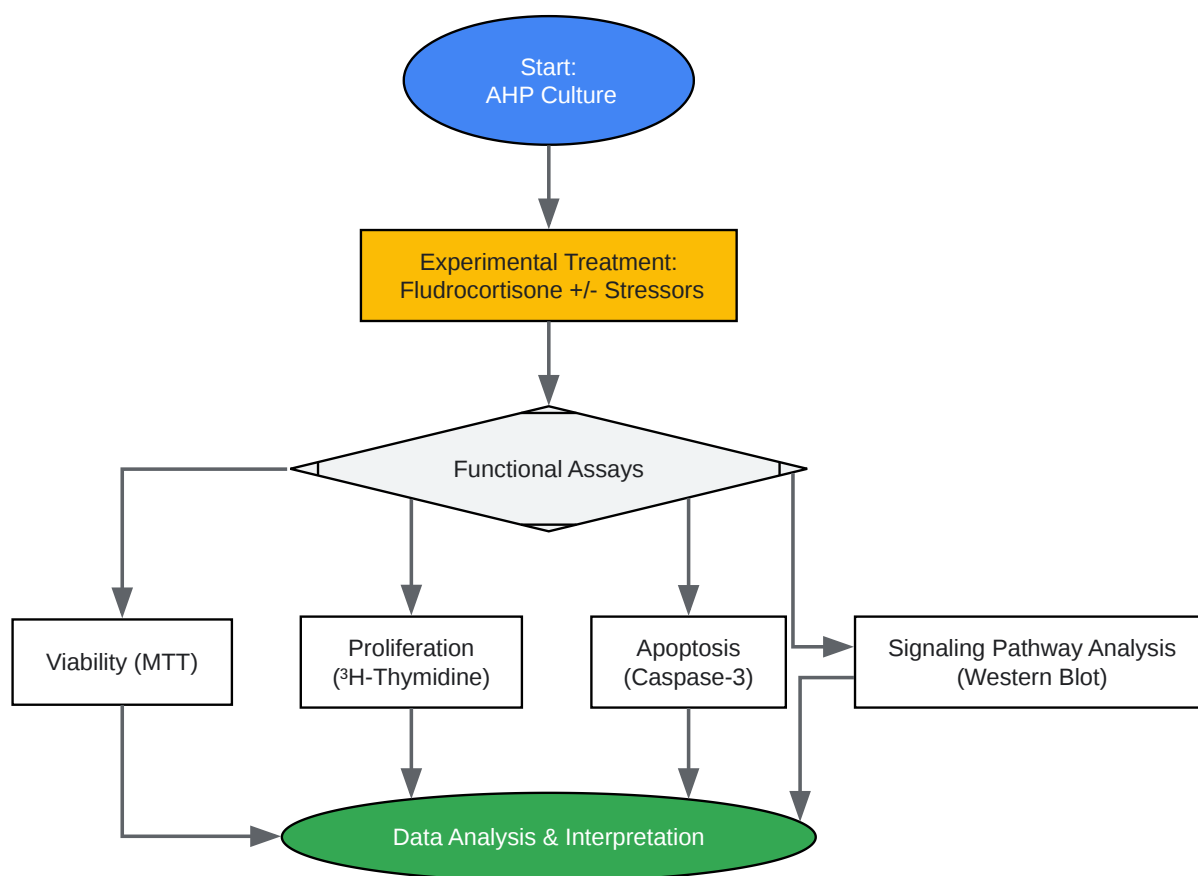 Start:
AHP Culture
Experimental Treatment:
Fludrocortisone +/- Stressors
Functional Assays
Viability (MTT)
Proliferation
(³H-Thymidine)
Apoptosis
(Caspase-3)
Signaling Pathway Analysis
(Western Blot)
Data Analysis & Interpretation